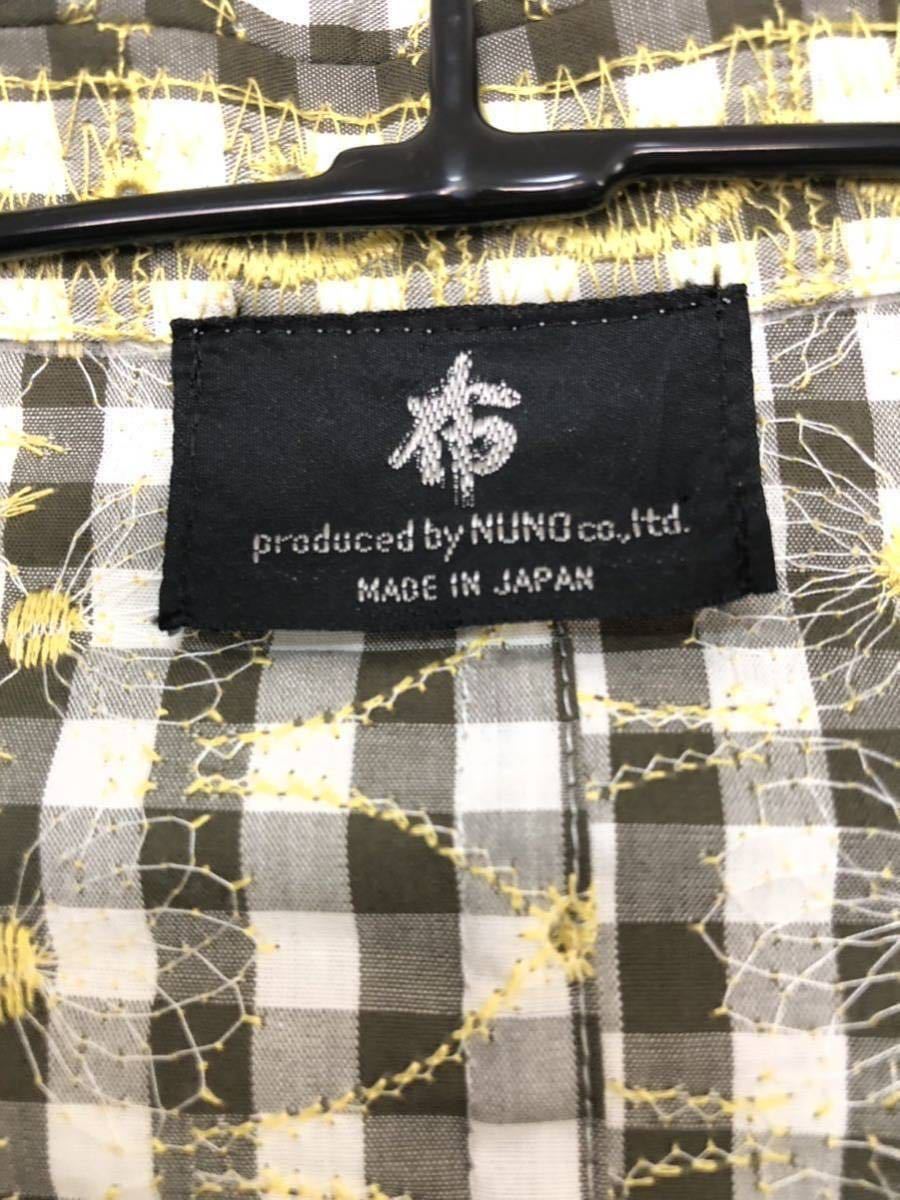 布
produced by NUNO co.,ltd.
MADE IN JAPAN